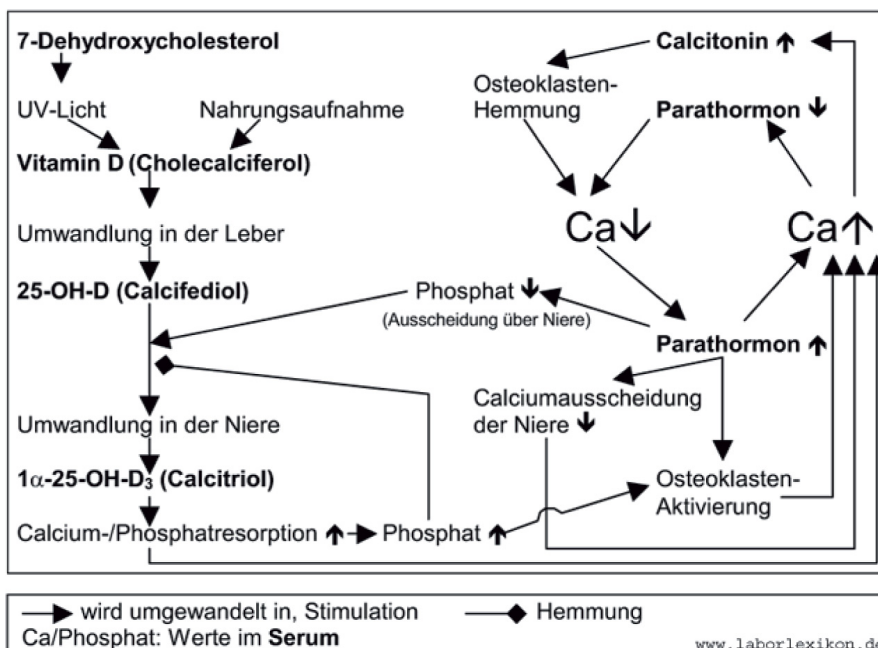 7-Dehydroxycholesterol
UV-Licht
Nahrungsaufnahme
Vitamin D (Cholecalciferol)
Umwandlung in der Leber
25-OH-D (Calcifediol)
Umwandlung in der Niere
1α-25-OH-D₃ (Calcitriol)
Calcium-/Phosphatresorption ↑
Phosphat ↑
Phosphat ↓
(Ausscheidung über Niere)
Calcitonin ↑
Osteoklasten-
Hemmung
Parathormon ↓
Ca↓
Ca↑
Parathormon ↑
Calciumausscheidung
der Niere ↓
Osteoklasten-
Aktivierung
wird umgewandelt in, Stimulation
Hemmung
Ca/Phosphat: Werte im Serum
www.laborlexikon.de